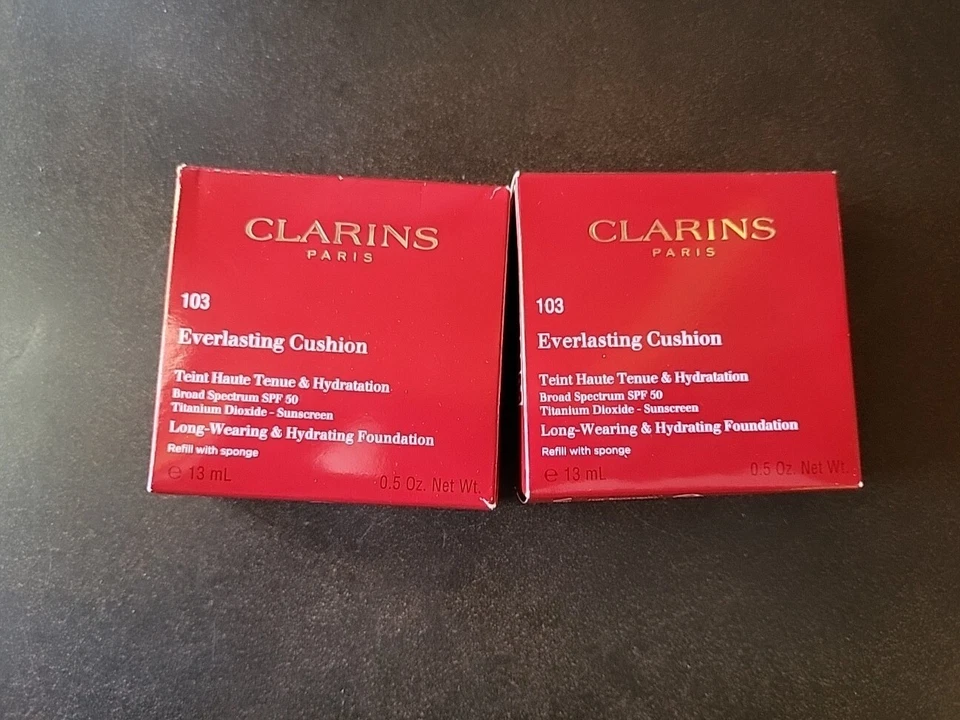 CLARINS
PARIS
103
Everlasting Cushion
Teint Haute Tenue & Hydratation
Broad Spectrum SPF 50
Titanium Dioxide - Sunscreen
Long-Wearing & Hydrating Foundation
Refill with sponge
℮ 13 mL 0.5 Oz. Net Wt.
CLARINS
PARIS
103
Everlasting Cushion
Teint Haute Tenue & Hydratation
Broad Spectrum SPF 50
Titanium Dioxide - Sunscreen
Long-Wearing & Hydrating Foundation
Refill with sponge
℮ 13 mL 0.5 Oz. Net Wt.